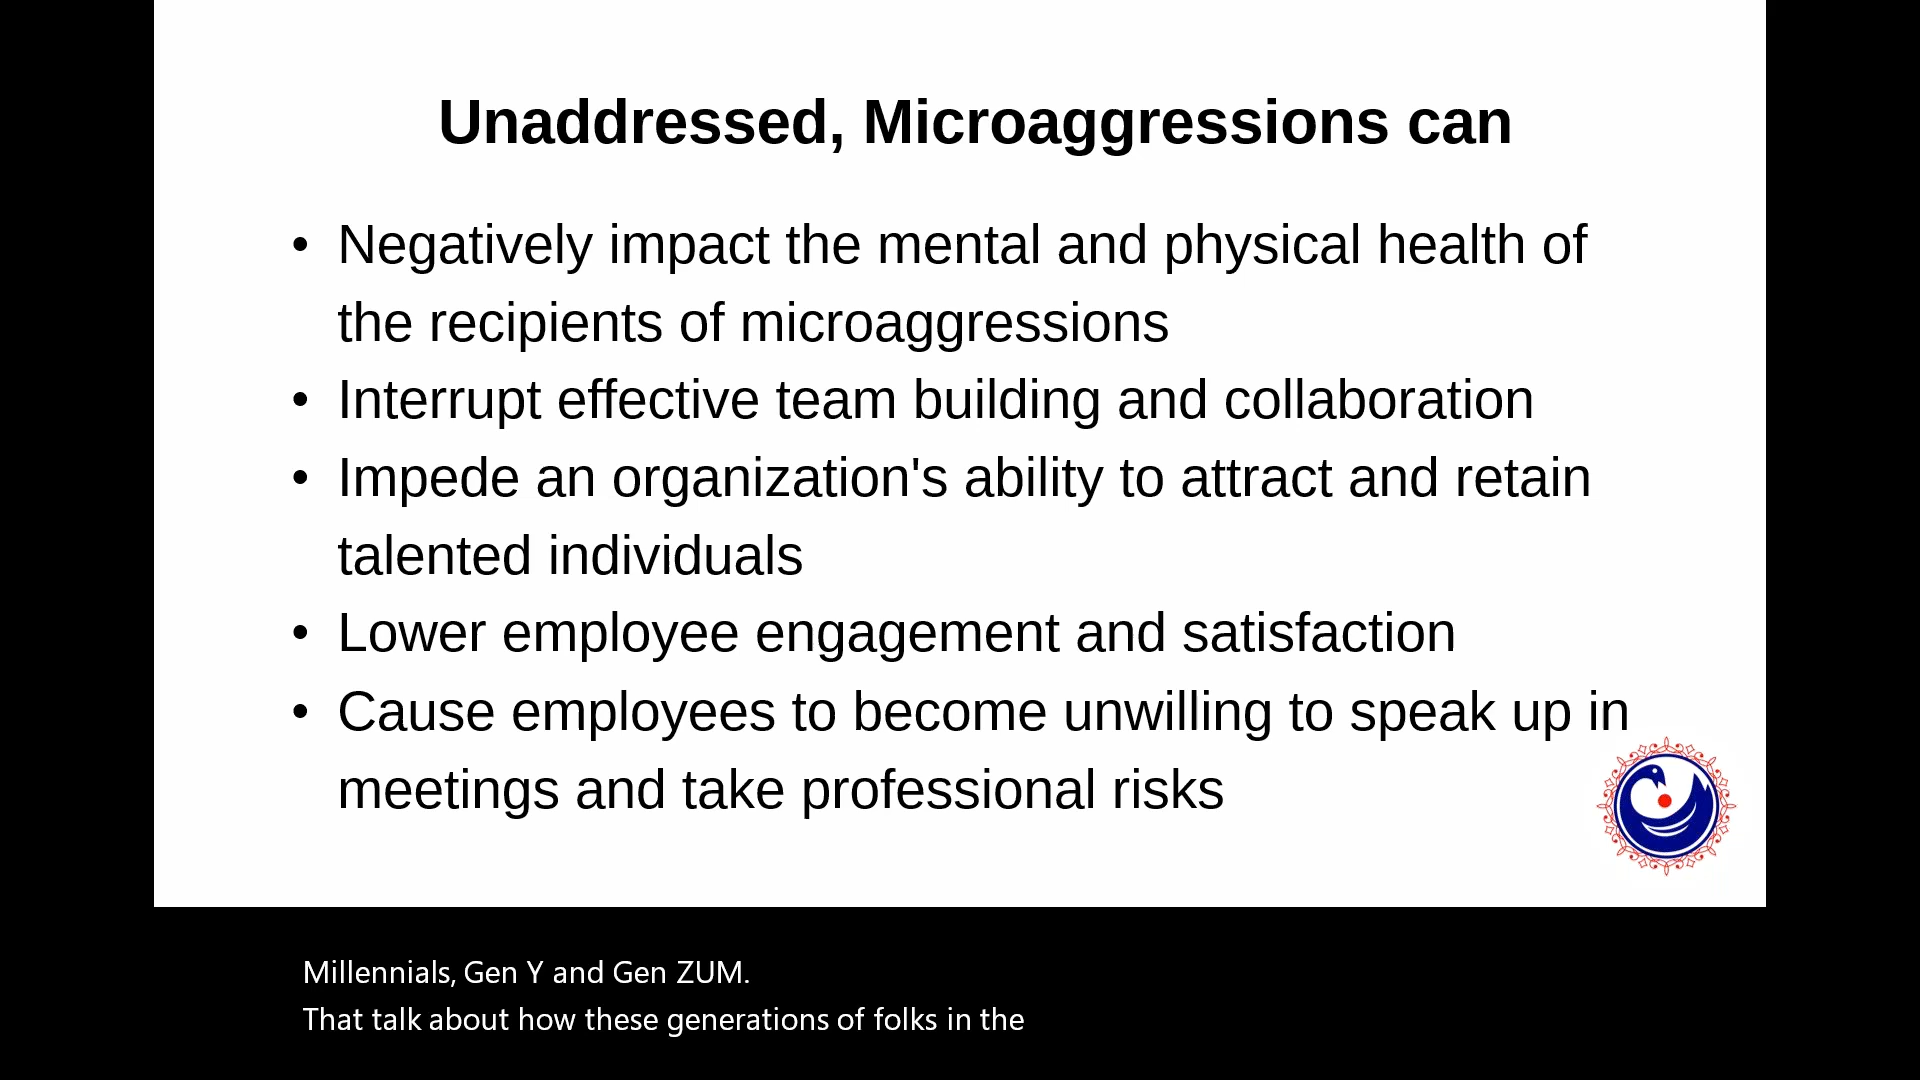 Unaddressed, Microaggressions can
• Negatively impact the mental and physical health of
the recipients of microaggressions
• Interrupt effective team building and collaboration
• Impede an organization's ability to attract and retain
talented individuals
• Lower employee engagement and satisfaction
• Cause employees to become unwilling to speak up in
meetings and take professional risks
Millennials, Gen Y and Gen ZUM.
That talk about how these generations of folks in the